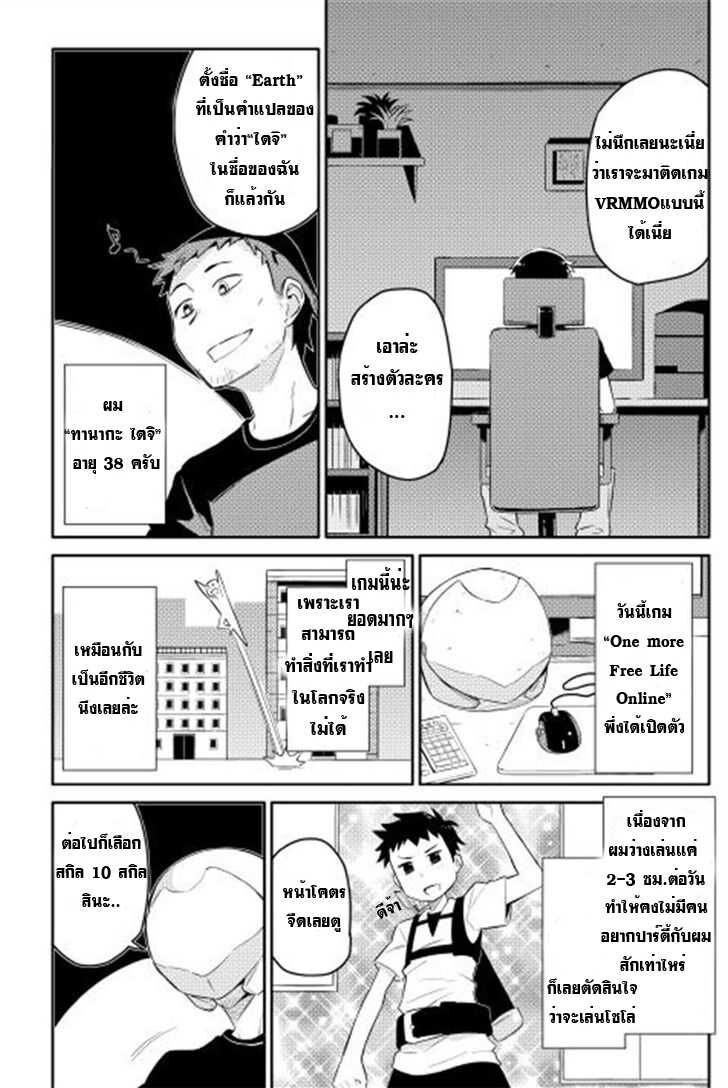 ไม่นึกเลยนะเนี่ย
ว่าเราจะมาติดเกม
VRMMOแบบนี้
ได้เนี่ย
เอาล่ะ
สร้างตัวละคร
...
ตั้งชื่อ “Earth”
ที่เป็นคำแปลของ
คำว่า“ไดจิ”
ในชื่อของฉัน
ก็แล้วกัน
ผม
“ทานากะ ไดจิ”
อายุ 38 ครับ
วันนี้เกม
“One more
Free Life
Online”
พึ่งได้เปิดตัว
เกมนี้น่ะ
ยอดมากๆ
เลย
เพราะเรา
สามารถ
ทำสิ่งที่เราทำ
ในโลกจริง
ไม่ได้
เหมือนกับ
เป็นอีกชีวิต
นึงเลยล่ะ
เนื่องจาก
ผมว่างเล่นแค่
2-3 ชม.ต่อวัน
ทำให้คงไม่มีคน
อยากปาร์ตี้กับผม
สักเท่าไหร่
ก็เลยตัดสินใจ
ว่าจะเล่นโซโล่
หน้าโคตร
จืดเลยตู
ดีจ้า
ต่อไปก็เลือก
สกิล 10 สกิล
สินะ..